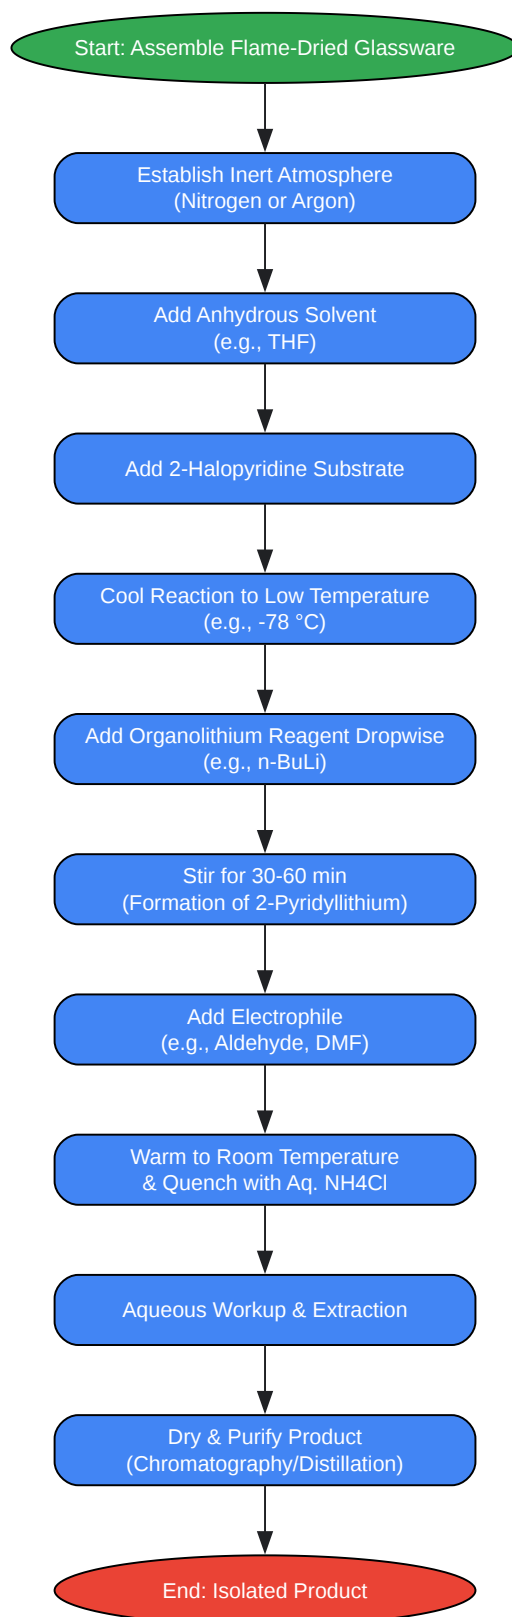 Start: Assemble Flame-Dried Glassware
Establish Inert Atmosphere
(Nitrogen or Argon)
Add Anhydrous Solvent
(e.g., THF)
Add 2-Halopyridine Substrate
Cool Reaction to Low Temperature
(e.g., -78 °C)
Add Organolithium Reagent Dropwise
(e.g., n-BuLi)
Stir for 30-60 min
(Formation of 2-Pyridyllithium)
Add Electrophile
(e.g., Aldehyde, DMF)
Warm to Room Temperature
& Quench with Aq. NH4Cl
Aqueous Workup & Extraction
Dry & Purify Product
(Chromatography/Distillation)
End: Isolated Product